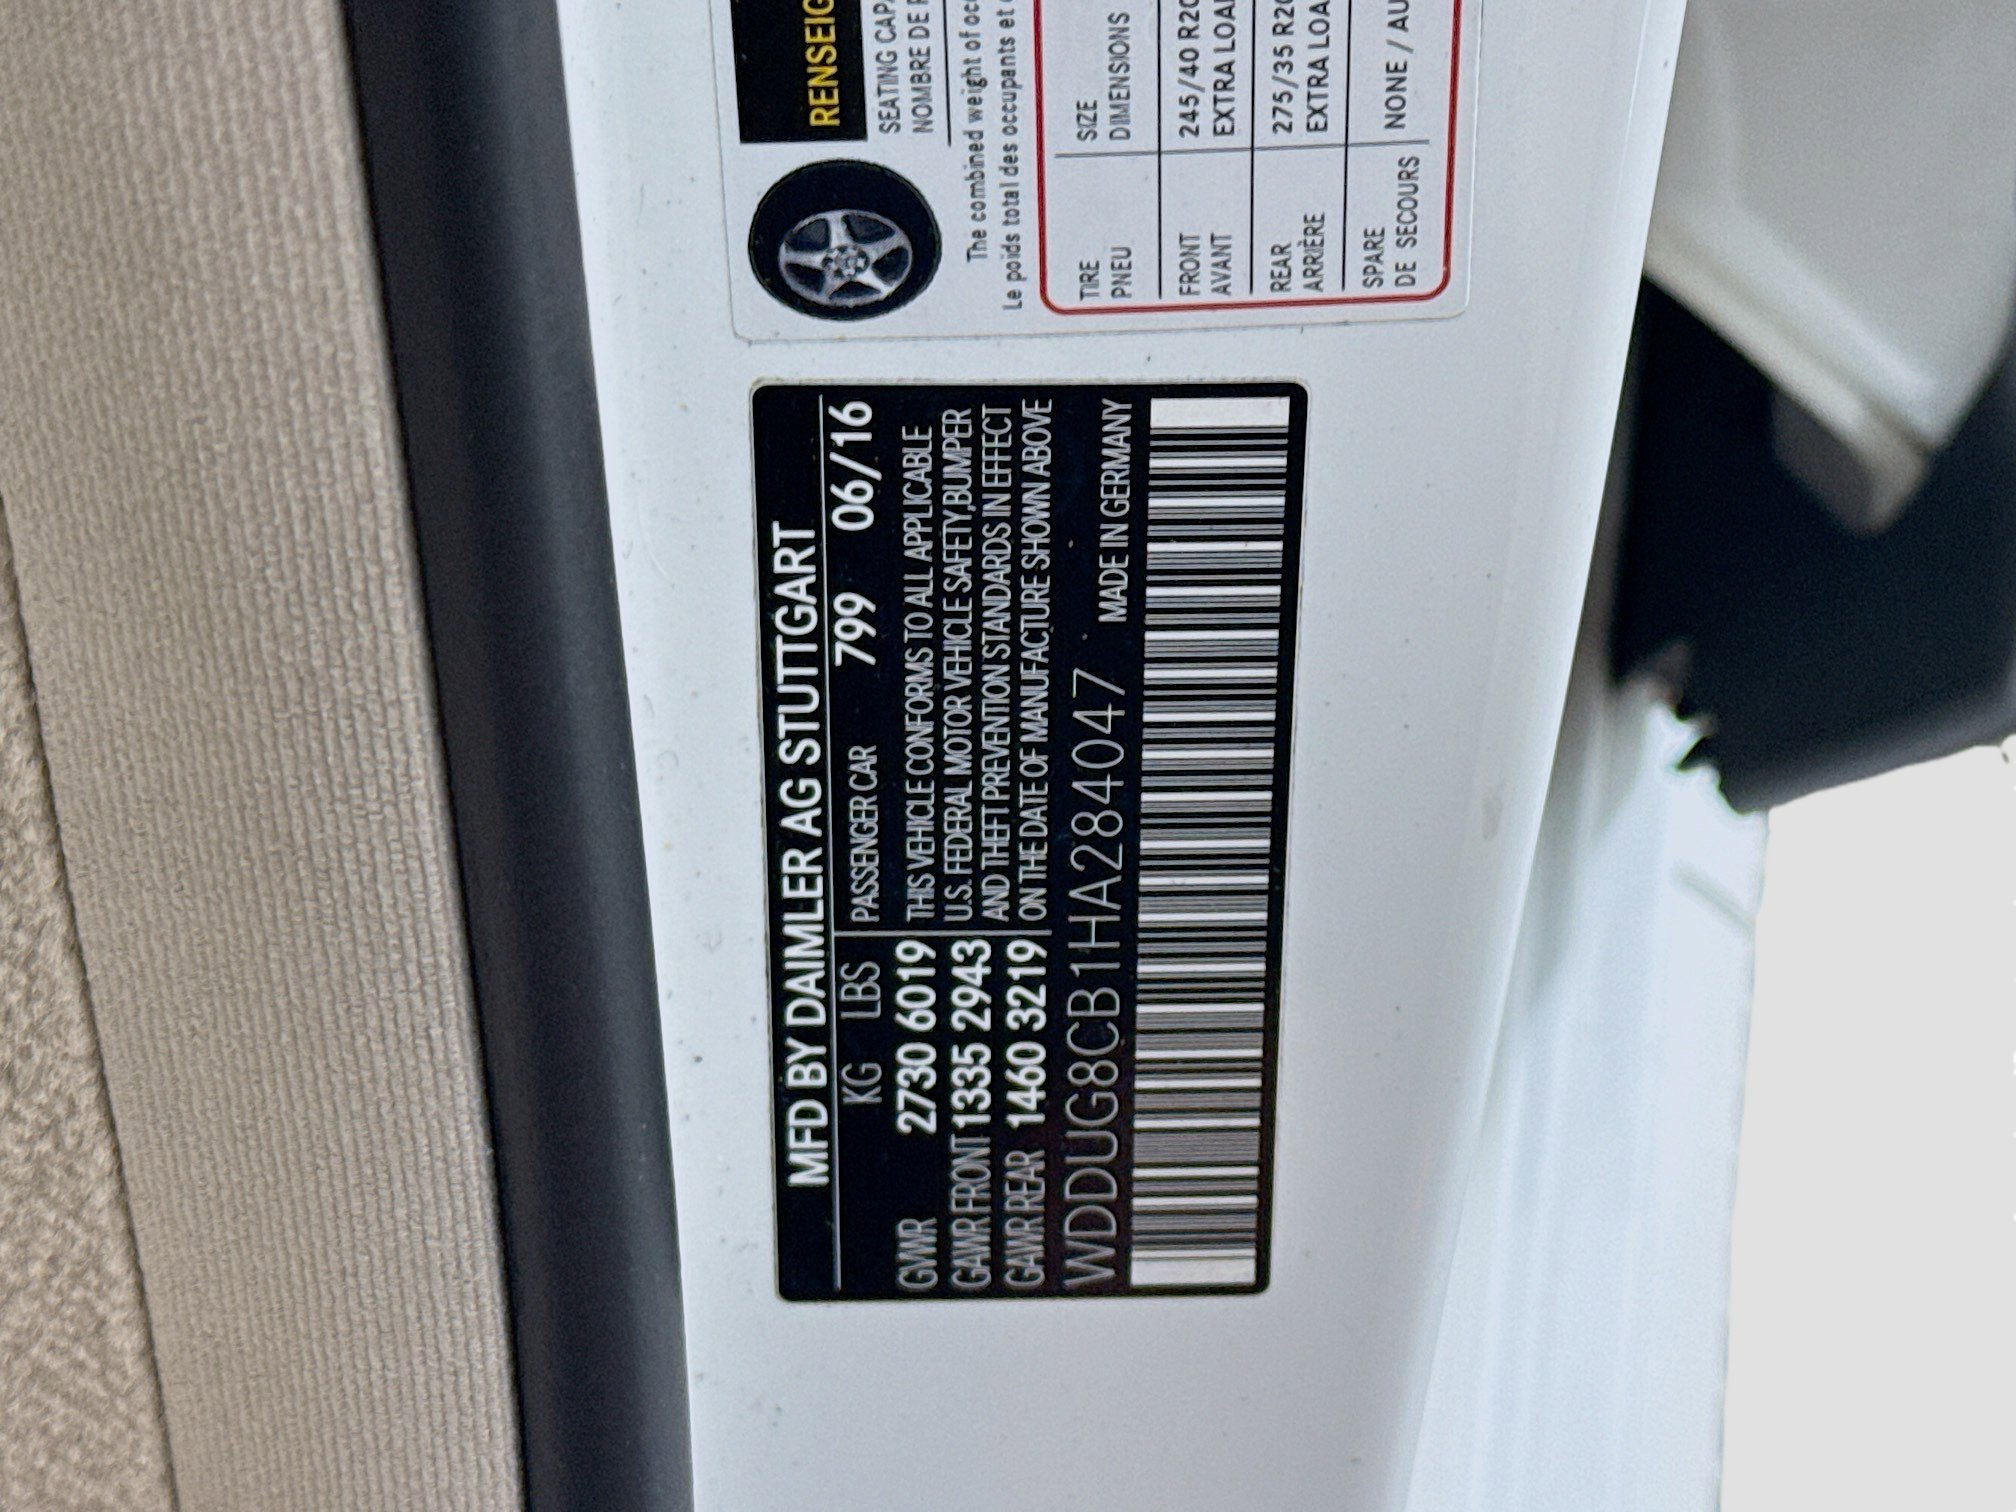 MFD BY DAIMLER AG STUTTGART
KG LBS PASSENGER CAR 799 06/16
GVWR 2730 6019 THIS VEHICLE CONFORMS TO ALL APPLICABLE
GAWR FRONT 1335 2943 U.S. FEDERAL MOTOR VEHICLE SAFETY,BUMPER
GAWR REAR 1460 3219 AND THEFT PREVENTION STANDARDS IN EFFECT
ON THE DATE OF MANUFACTURE SHOWN ABOVE
WDDUG8CB1HA284047 MADE IN GERMANY
RENSEIG
SEATING CAPA
NOMBRE DE P
The combined weight of occ
Le poids total des occupants et
TIRE SIZE
PNEU DIMENSIONS
FRONT 245/40 R20
AVANT EXTRA LOAD
REAR 275/35 R20
ARRIÈRE EXTRA LOA
SPARE NONE / AU
DE SECOURS